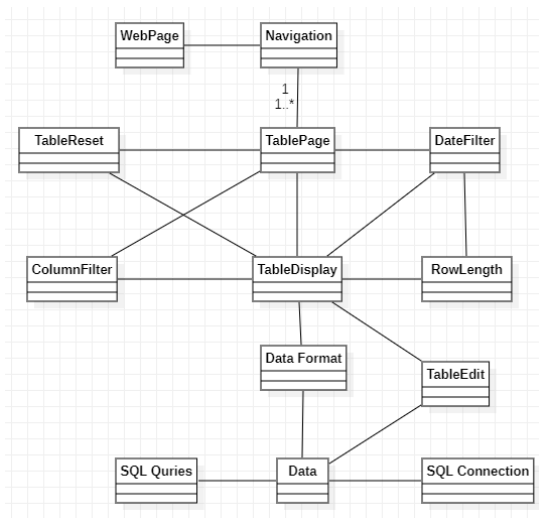 WebPage
Navigation
1
1..*
TableReset
TablePage
DateFilter
ColumnFilter
TableDisplay
RowLength
Data Format
TableEdit
SQL Quries
Data
SQL Connection